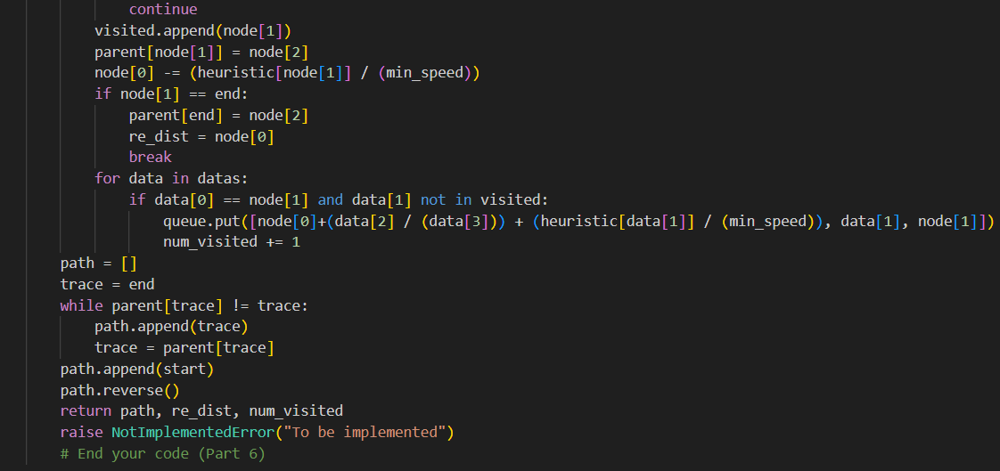 continue
visited.append(node[1])
parent[node[1]] = node[2]
node[0] -= (heuristic[node[1]] / (min_speed))
if node[1] == end:
parent[end] = node[2]
re_dist = node[0]
break
for data in datas:
if data[0] == node[1] and data[1] not in visited:
queue.put([node[0]+(data[2] / (data[3])) + (heuristic[data[1]] / (min_speed)), data[1], node[1]])
num_visited += 1
path = []
trace = end
while parent[trace] != trace:
path.append(trace)
trace = parent[trace]
path.append(start)
path.reverse()
return path, re_dist, num_visited
raise NotImplementedError("To be implemented")
# End your code (Part 6)